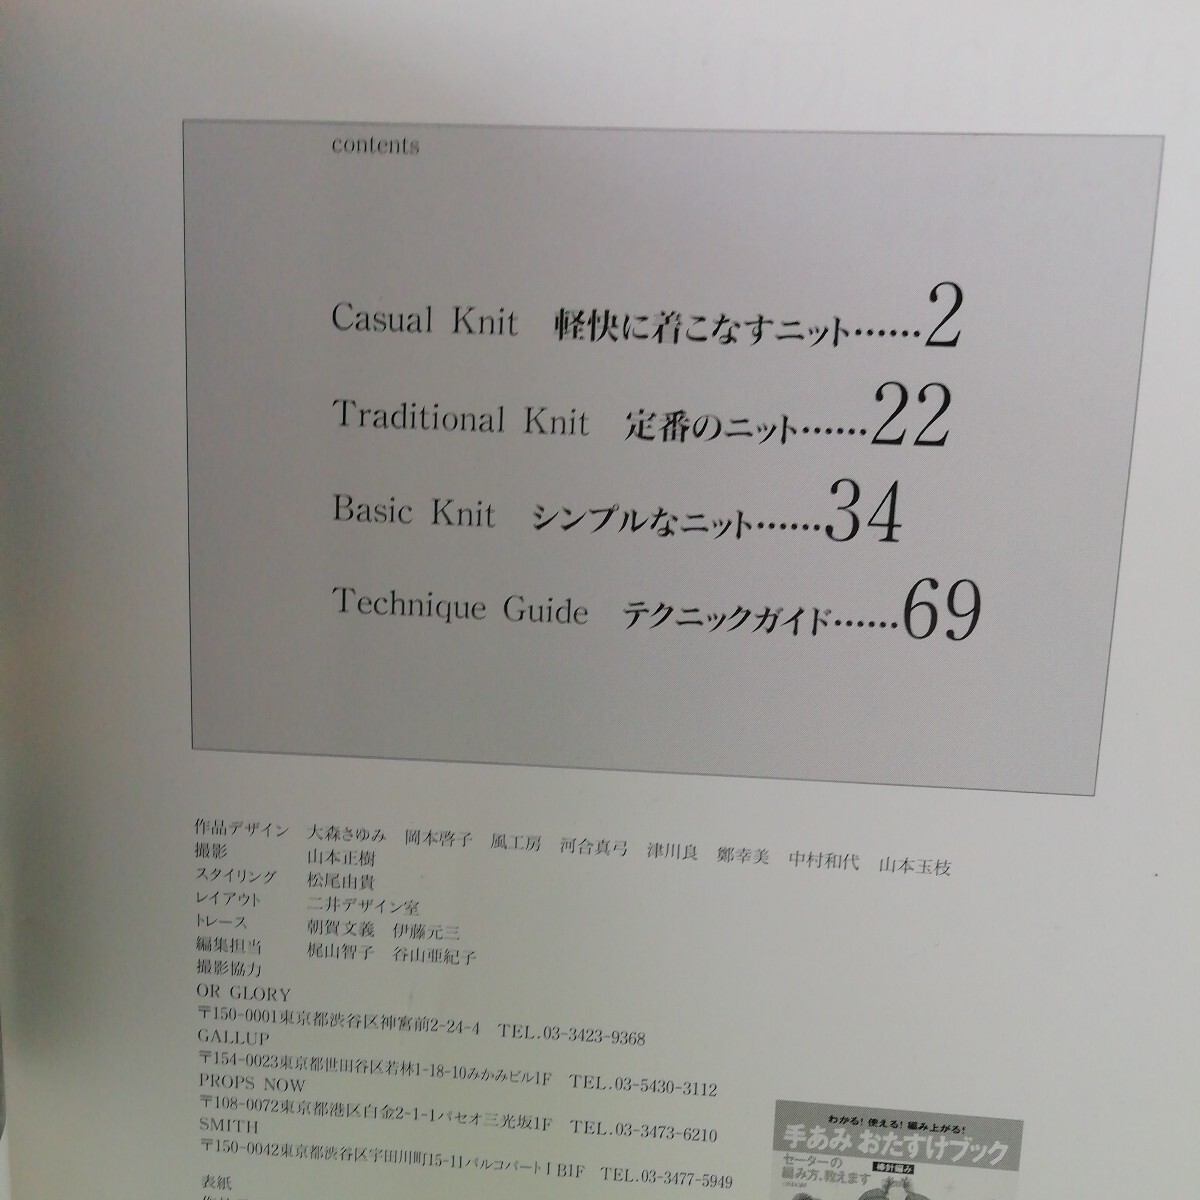 contents
Casual Knit 軽快に着こなすニット……2
Traditional Knit 定番のニット……22
Basic Knit シンプルなニット……34
Technique Guide テクニックガイド……69
作品デザイン 大森さゆみ 岡本啓子 風工房 河合真弓 津川良 鄭幸美 中村和代 山本玉枝
撮影 山本正樹
スタイリング 松尾由貴
レイアウト 二井デザイン室
トレース 朝賀文義 伊藤元三
編集担当 梶山智子 谷山亜紀子
撮影協力
OR GLORY
〒150-0001東京都渋谷区神宮前2-24-4 TEL.03-3423-9368
GALLUP
〒154-0023東京都世田谷区若林1-18-10みかみビル1F TEL.03-5430-3112
PROPS NOW
〒108-0072東京都港区白金2-1-1パセオ三光坂1F TEL.03-3473-6210
SMITH
〒150-0042東京都渋谷区宇田川町15-11パルコパートI B1F TEL.03-3477-5949
表紙
わかる!使える!編み上がる!
手あみ おたすけブック
セーターの
棒針編み
編み方、教えます